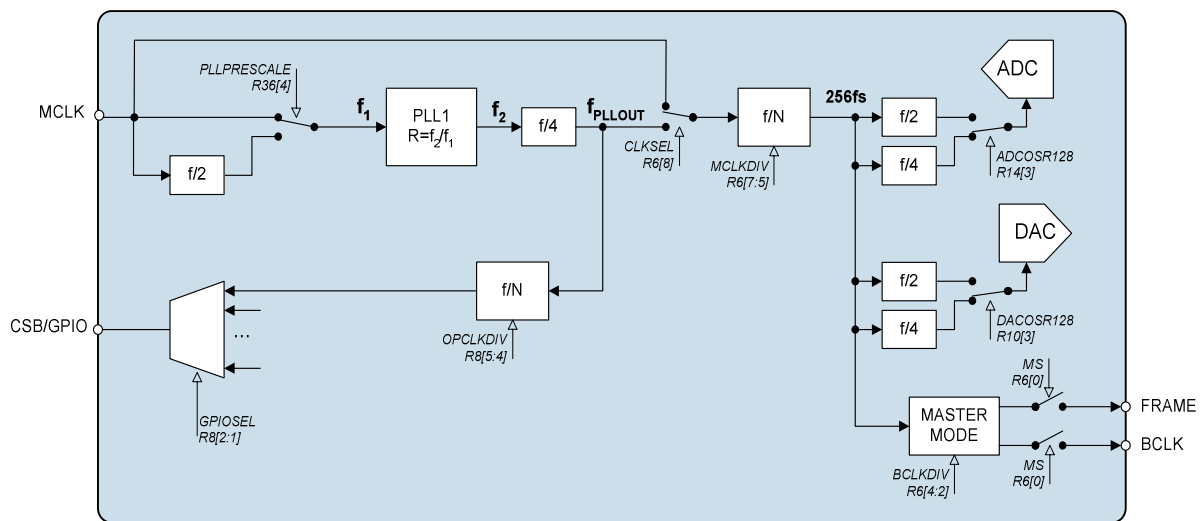 PLLPRESCALE
R36[4]
MCLK
f/2
f1
PLL1
R=f2/f1
f2
f/4
fPLLOUT
CLKSEL
R6[8]
f/N
MCLKDIV
R6[7:5]
256fs
f/2
f/4
ADC
ADCOSR128
R14[3]
DAC
f/2
f/4
DACOSR128
R10[3]
CSB/GPIO
...
GPIOSEL
R8[2:1]
f/N
OPCLKDIV
R8[5:4]
MASTER
MODE
BCLKDIV
R6[4:2]
MS
R6[0]
FRAME
BCLK
MS
R6[0]